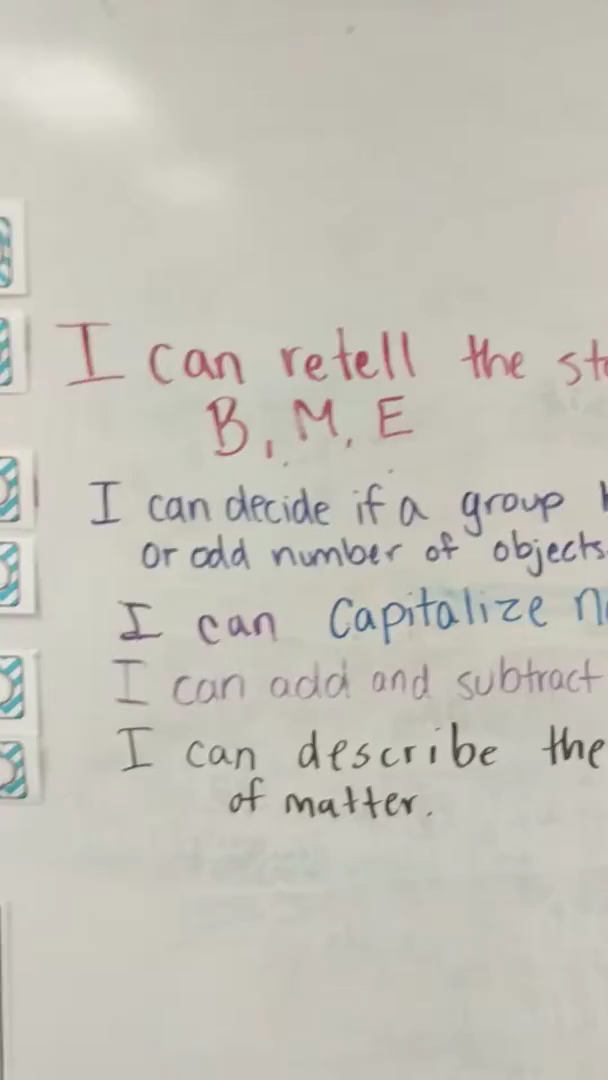 I can retell the
B, M, E
I can decide if a group
or odd number of objects.
I can Capitalize
I can add and subtract
I can describe the
of matter.